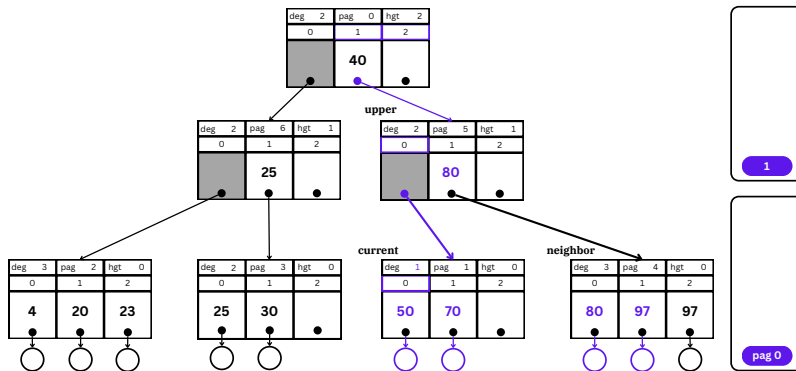 deg 2 pag 0 hgt 2
0 1 2
40
upper
deg 2 pag 6 hgt 1
0 1 2
25
deg 2 pag 5 hgt 1
0 1 2
80
1
current
neighbor
deg 3 pag 2 hgt 0
0 1 2
4 20 23
deg 2 pag 3 hgt 0
0 1 2
25 30
deg 1 pag 1 hgt 0
0 1 2
50 70
deg 3 pag 4 hgt 0
0 1 2
80 97 97
pag 0